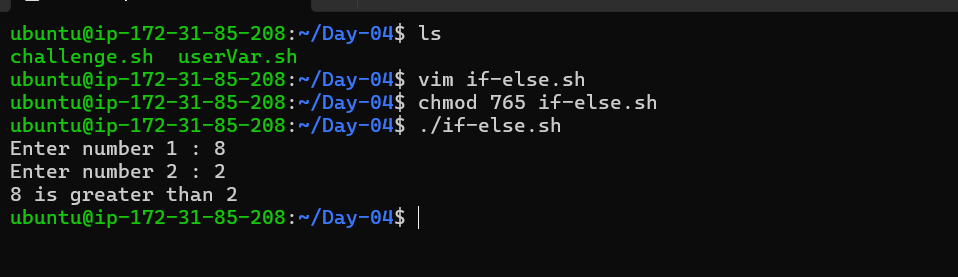 ubuntu@ip-172-31-85-208:~/Day-04$ ls
challenge.sh  userVar.sh
ubuntu@ip-172-31-85-208:~/Day-04$ vim if-else.sh
ubuntu@ip-172-31-85-208:~/Day-04$ chmod 765 if-else.sh
ubuntu@ip-172-31-85-208:~/Day-04$ ./if-else.sh
Enter number 1 : 8
Enter number 2 : 2
8 is greater than 2
ubuntu@ip-172-31-85-208:~/Day-04$